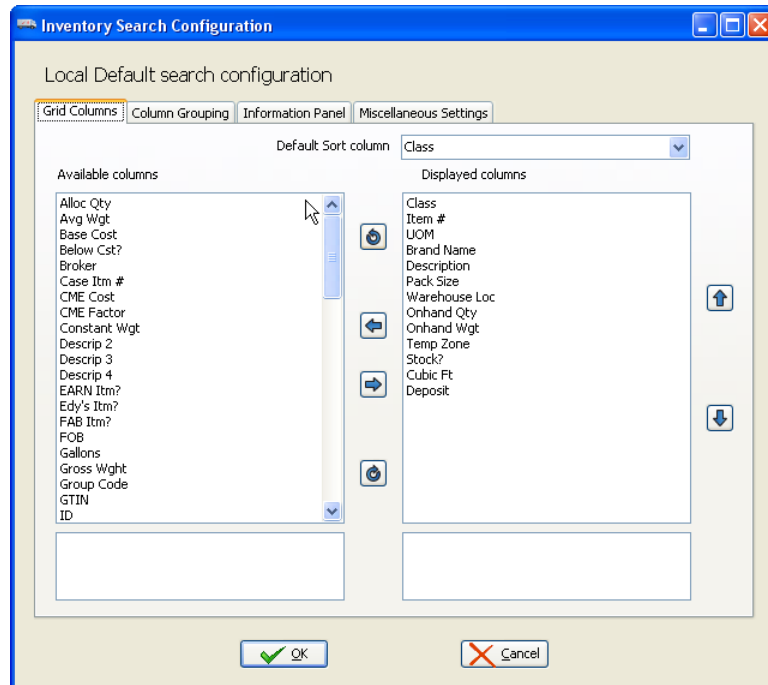 Inventory Search Configuration
Local Default search configuration
Grid Columns Column Grouping Information Panel Miscellaneous Settings
Default Sort column Class
Available columns
Alloc Qty
Avg Wgt
Base Cost
Below Cst?
Broker
Case Itm #
CME Cost
CME Factor
Constant Wgt
Descrip 2
Descrip 3
Descrip 4
EARN Itm?
Edy's Itm?
FAB Itm?
FOB
Gallons
Gross Wght
Group Code
GTIN
ID
Displayed columns
Class
Item #
UOM
Brand Name
Description
Pack Size
Warehouse Loc
Onhand Qty
Onhand Wgt
Temp Zone
Stock?
Cubic Ft
Deposit
OK Cancel